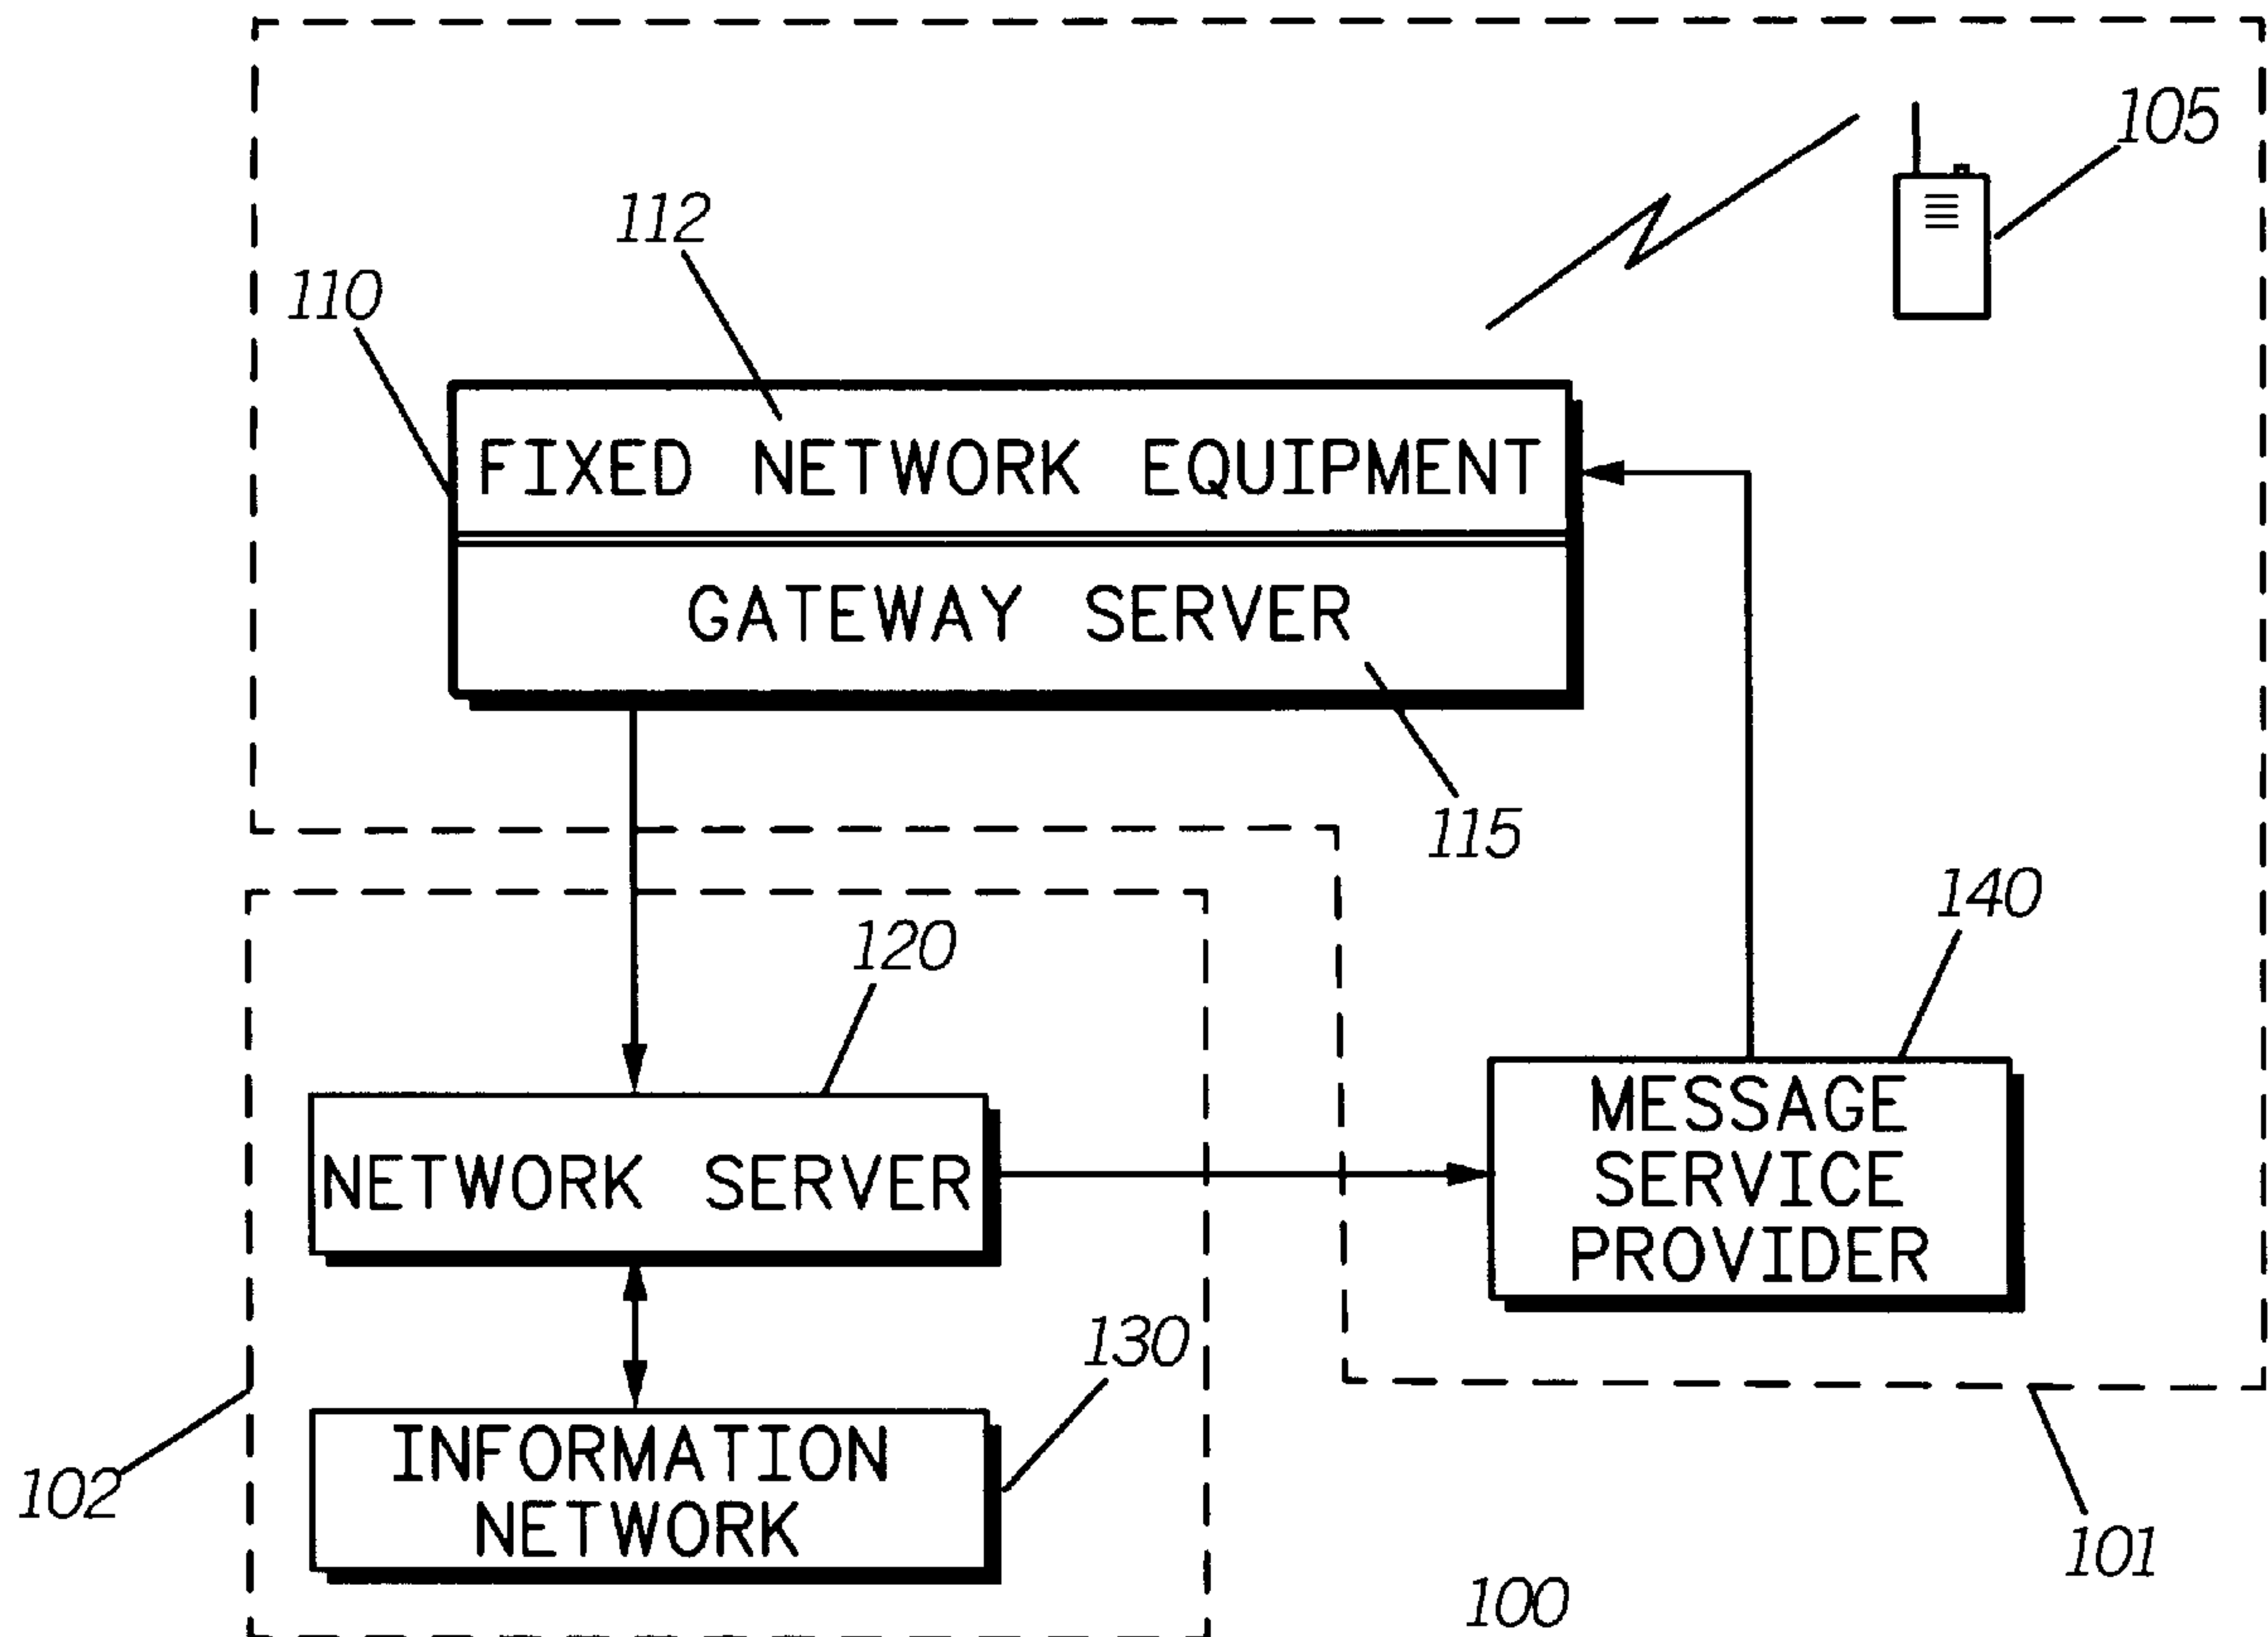 105
112
110
FIXED NETWORK EQUIPMENT
GATEWAY SERVER
115
140
120
MESSAGE
SERVICE
PROVIDER
NETWORK SERVER
130
INFORMATION
NETWORK
102
101
100